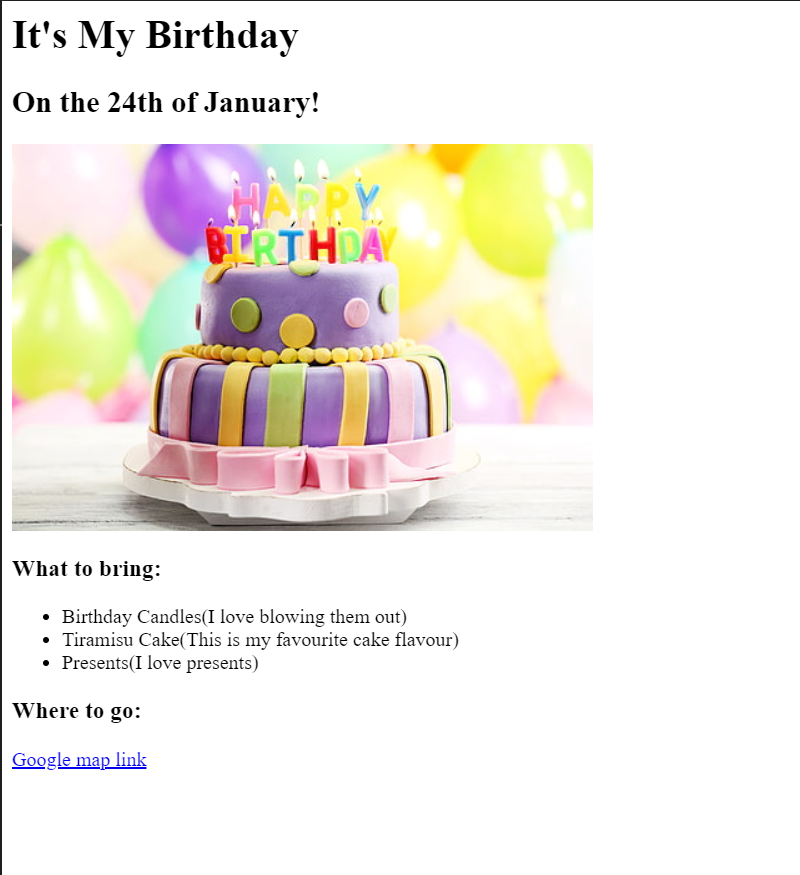 It's My Birthday
On the 24th of January!
HAPPY
BIRTHDAY
What to bring:
Birthday Candles(I love blowing them out)
Tiramisu Cake(This is my favourite cake flavour)
Presents(I love presents)
Where to go:
Google map link